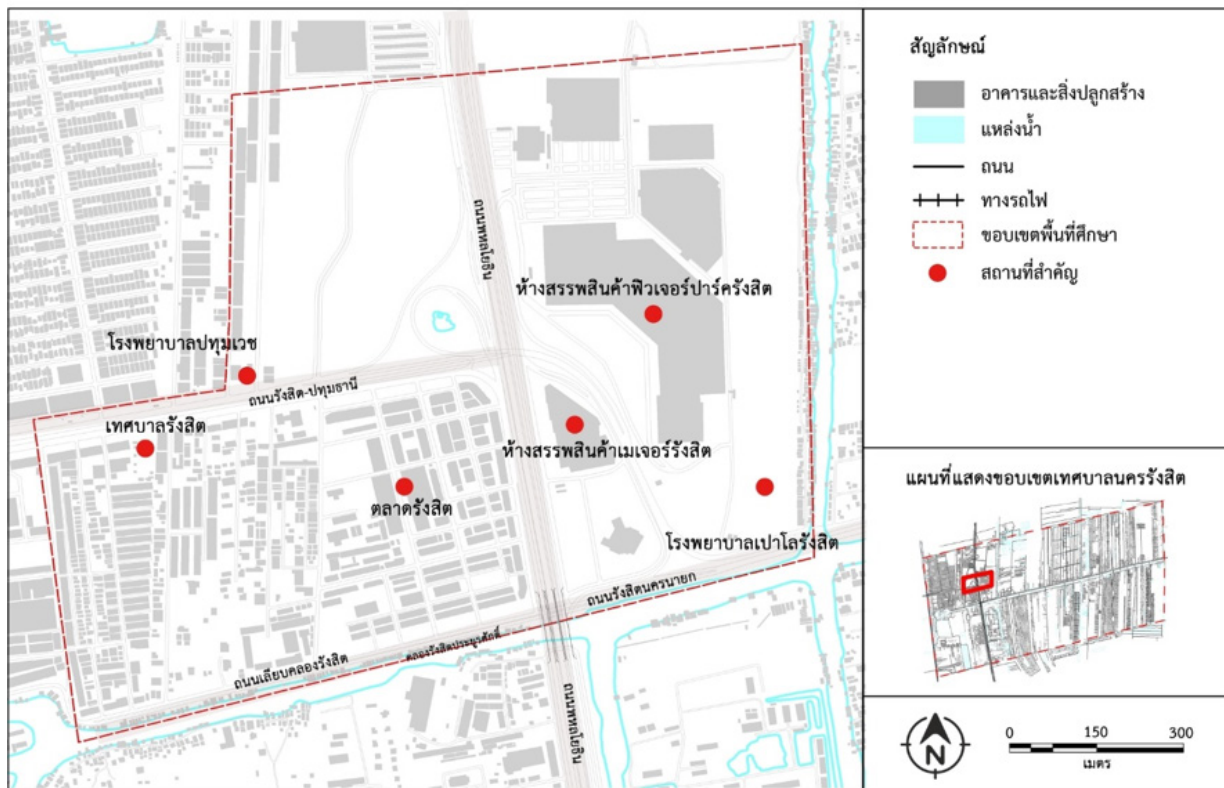 ถนนพหลโยธิน
ห้างสรรพสินค้าฟิวเจอร์ปาร์ครังสิต
โรงพยาบาลปทุมเวช
ถนนรังสิต-ปทุมธานี
เทศบาลรังสิต
ห้างสรรพสินค้าเมเจอร์รังสิต
ตลาดรังสิต
โรงพยาบาลเปาโลรังสิต
ถนนรังสิตนครนายก
คลองรังสิตประยูรศักดิ์
ถนนเลียบคลองรังสิต
ถนนพหลโยธิน
สัญลักษณ์
อาคารและสิ่งปลูกสร้าง
แหล่งน้ำ
ถนน
ทางรถไฟ
ขอบเขตพื้นที่ศึกษา
สถานที่สำคัญ
แผนที่แสดงขอบเขตเทศบาลนครรังสิต
N
0 150 300
เมตร